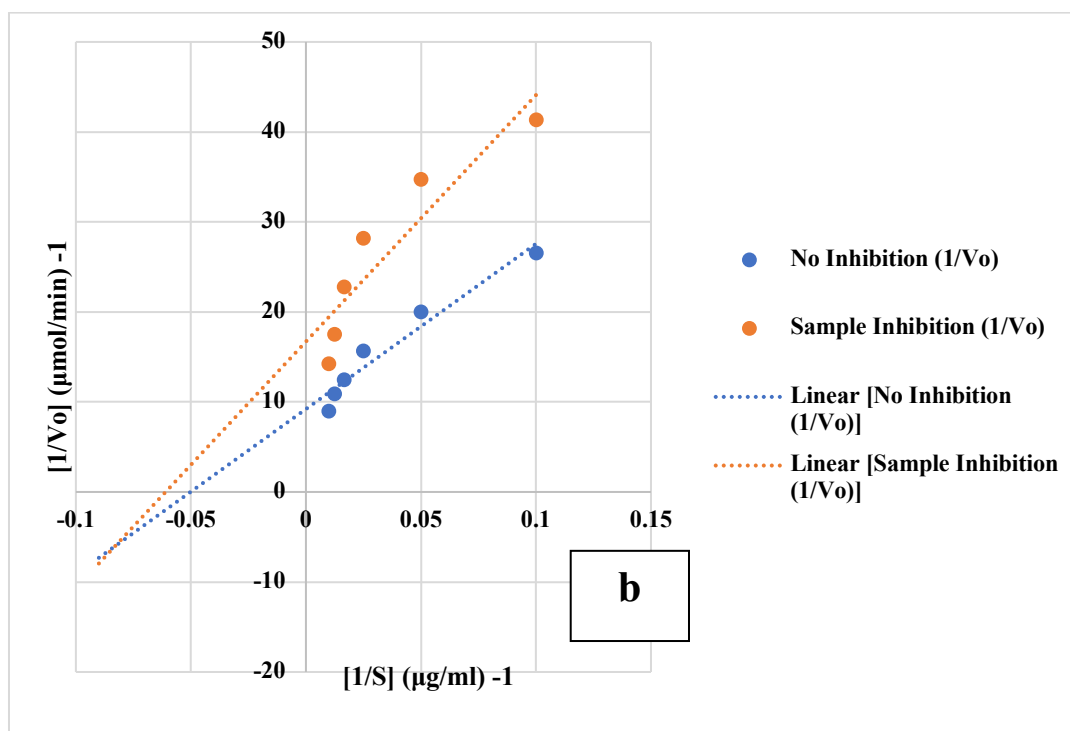 50
40
30
20
10
0
-10
-20
-0.1
-0.05
0
0.05
0.1
0.15
[1/Vo] (µmol/min) -1
[1/S] (µg/ml) -1
b
No Inhibition (1/Vo)
Sample Inhibition (1/Vo)
Linear [No Inhibition
(1/Vo)]
Linear [Sample Inhibition
(1/Vo)]